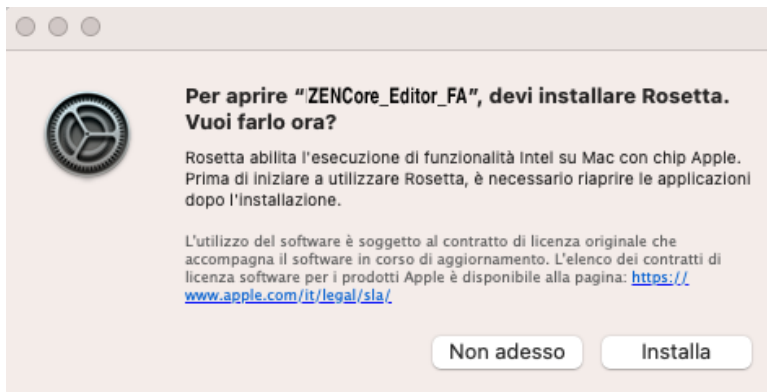 Per aprire “ZENCore_Editor_FA”, devi installare Rosetta.
Vuoi farlo ora?
Rosetta abilita l'esecuzione di funzionalità Intel su Mac con chip Apple.
Prima di iniziare a utilizzare Rosetta, è necessario riaprire le applicazioni
dopo l'installazione.
L'utilizzo del software è soggetto al contratto di licenza originale che
accompagna il software in corso di aggiornamento. L'elenco dei contratti di
licenza software per i prodotti Apple è disponibile alla pagina: https://
www.apple.com/it/legal/sla/
Non adesso
Installa